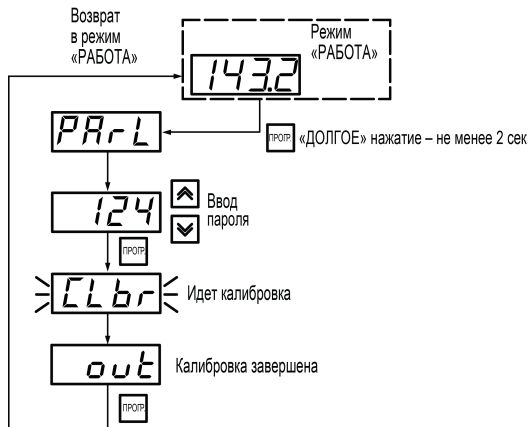 Возврат
в режим
«РАБОТА»
Режим
«РАБОТА»
143.2
PArL
ПРОГР. «ДОЛГОЕ» нажатие – не менее 2 сек
124
Ввод
пароля
ПРОГР.
CLbr
Идет калибровка
out
Калибровка завершена
ПРОГР.